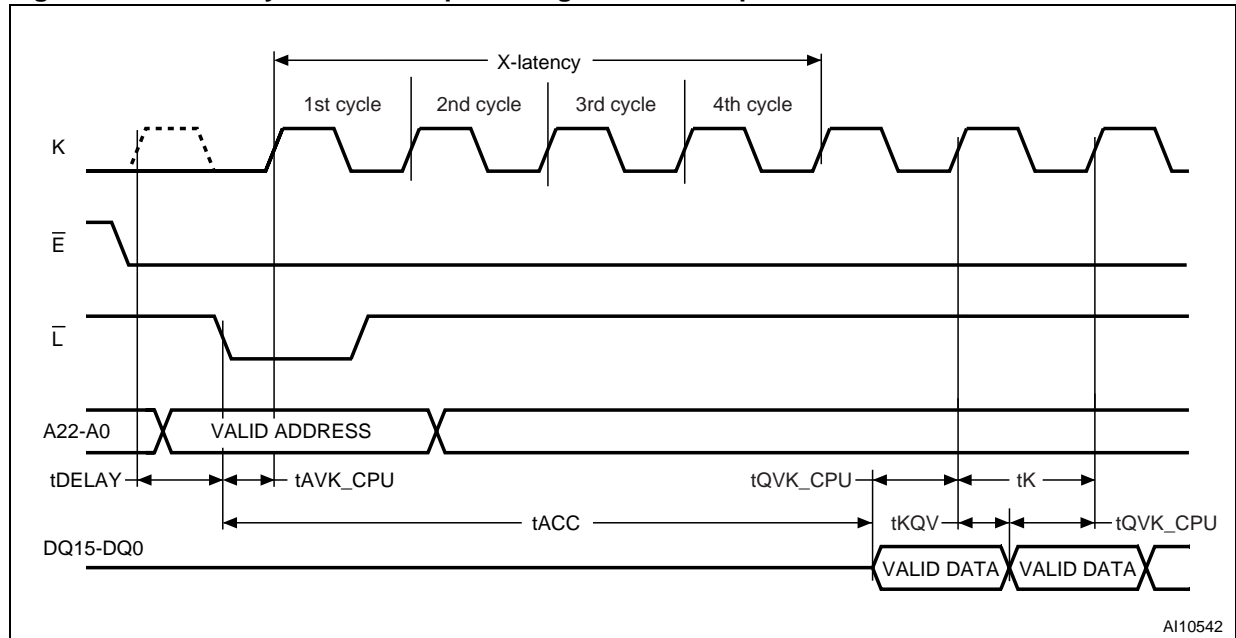 X-latency
1st cycle
2nd cycle
3rd cycle
4th cycle
K
E
L
A22-A0
VALID ADDRESS
tDELAY
tAVK_CPU
tQVK_CPU
tK
tACC
tKQV
tQVK_CPU
DQ15-DQ0
VALID DATA
VALID DATA
AI10542